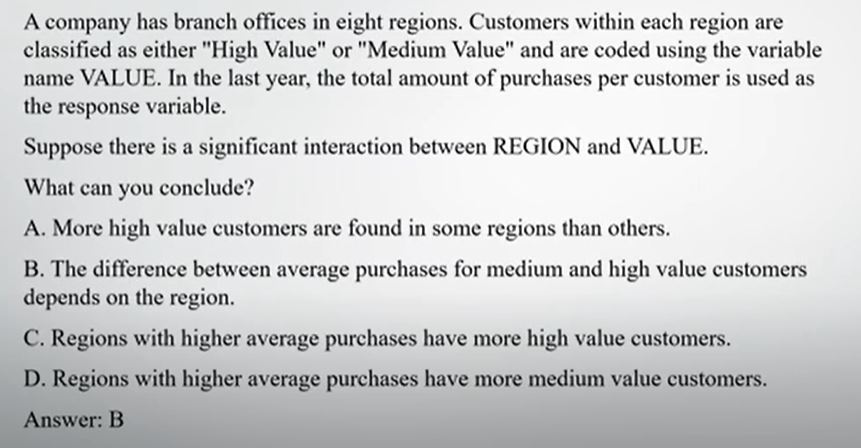 A company has branch offices in eight regions. Customers within each region are
classified as either "High Value" or "Medium Value" and are coded using the variable
name VALUE. In the last year, the total amount of purchases per customer is used as
the response variable.
Suppose there is a significant interaction between REGION and VALUE.
What can you conclude?
A. More high value customers are found in some regions than others.
B. The difference between average purchases for medium and high value customers
depends on the region.
C. Regions with higher average purchases have more high value customers.
D. Regions with higher average purchases have more medium value customers.
Answer: B